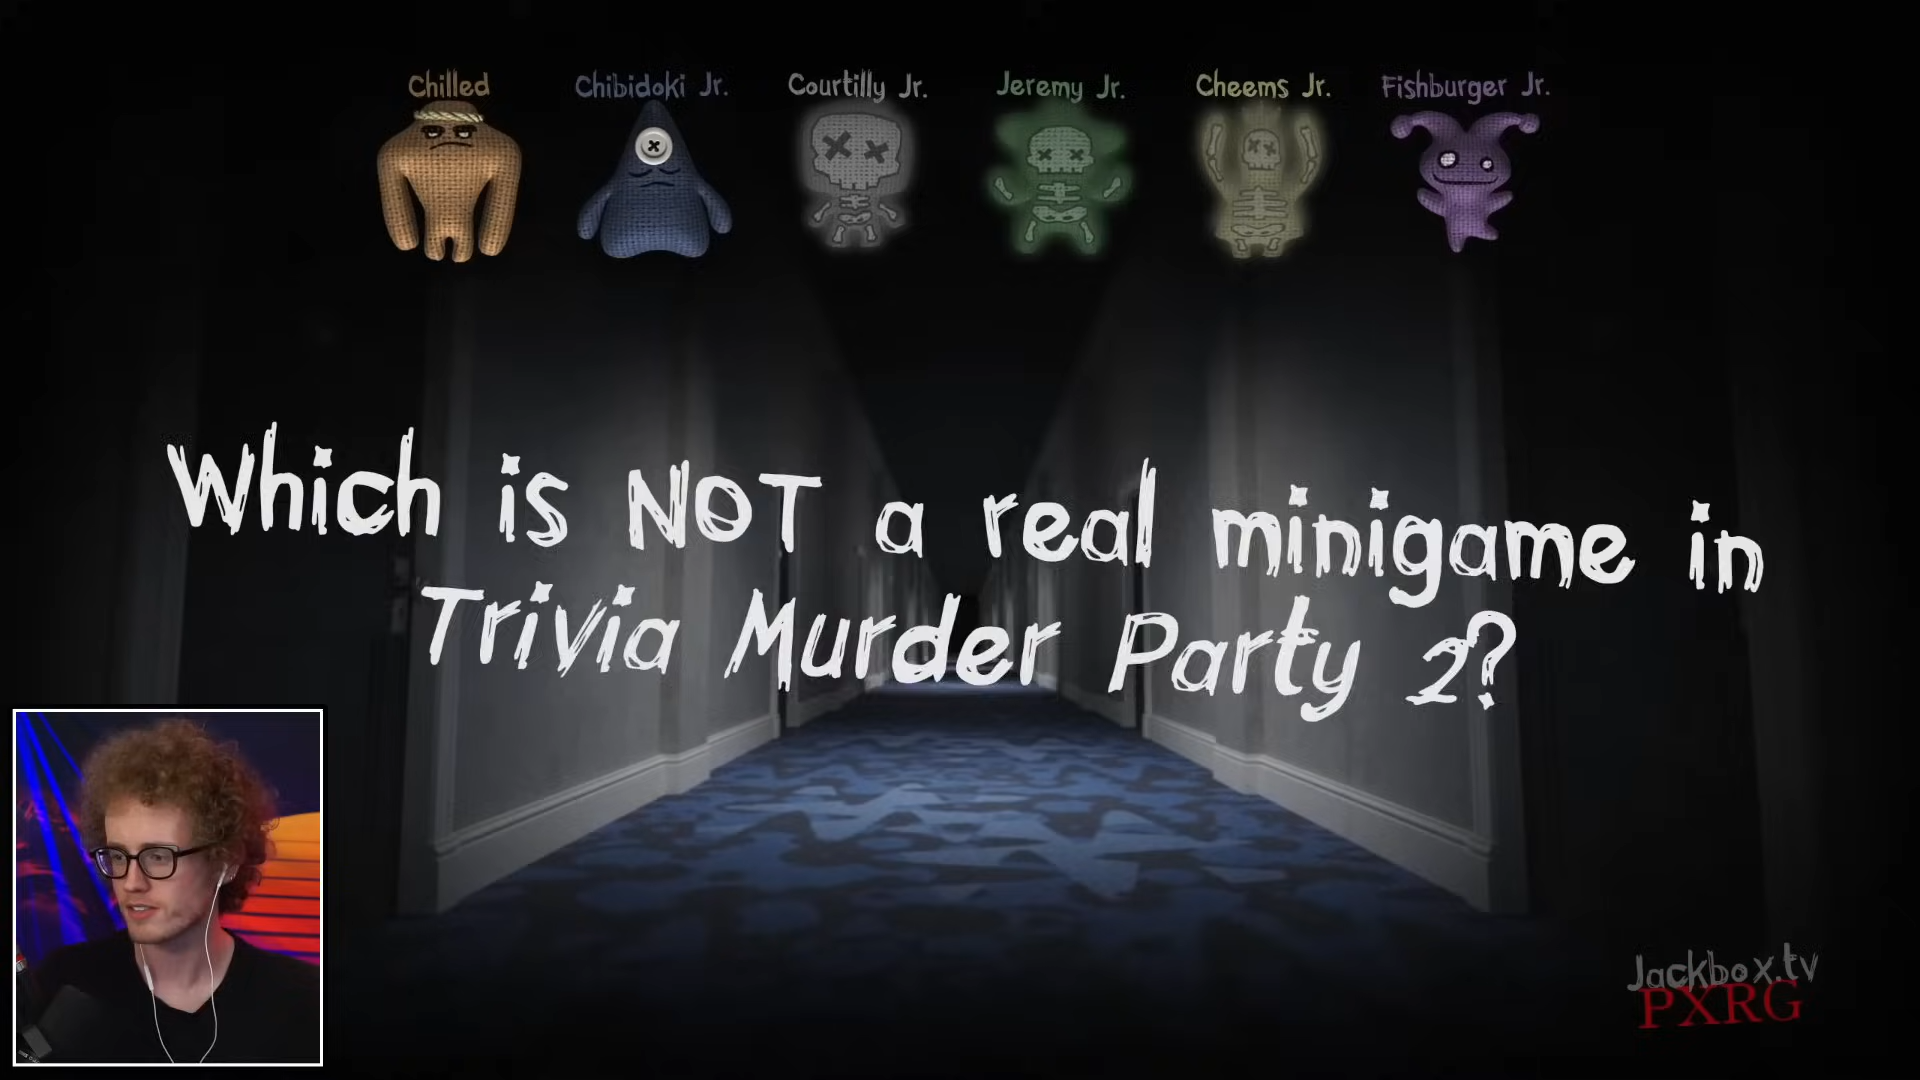 Chilled
Chibidoki Jr.
Courtilly Jr.
Jeremy Jr.
Cheems Jr.
Fishburger Jr.
Which is NOT a real minigame in
Trivia Murder Party 2?
Jackbox.tv
PXRG